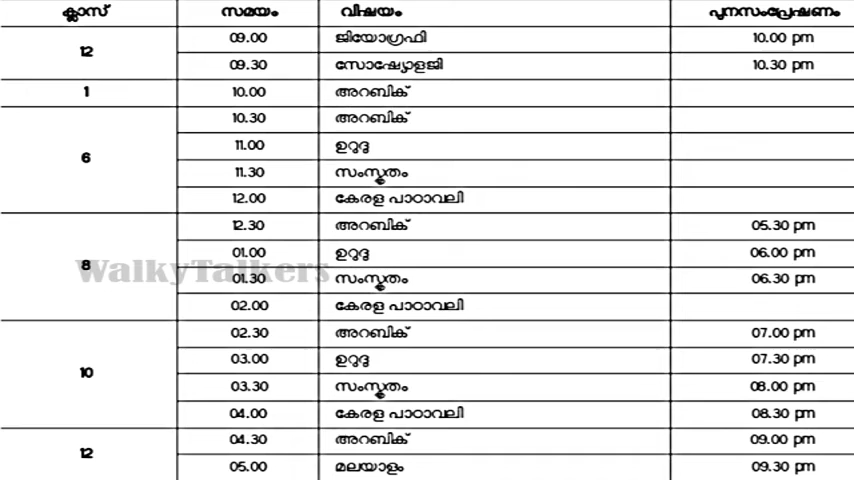 ക്ലാസ് സമയം വിഷയം പുനസംപ്രേഷണം
12 09.00 ജിയോഗ്രഫി 10.00 pm
09.30 സോഷ്യോളജി 10.30 pm
1 10.00 അറബിക്
6 10.30 അറബിക്
11.00 ഉറുദു
11.30 സംസ്കൃതം
12.00 കേരള പാഠാവലി
8 12.30 അറബിക് 05.30 pm
01.00 ഉറുദു 06.00 pm
WalkyTalkers
01.30 സംസ്കൃതം 06.30 pm
02.00 കേരള പാഠാവലി
10 02.30 അറബിക് 07.00 pm
03.00 ഉറുദു 07.30 pm
03.30 സംസ്കൃതം 08.00 pm
04.00 കേരള പാഠാവലി 08.30 pm
12 04.30 അറബിക് 09.00 pm
05.00 മലയാളം 09.30 pm